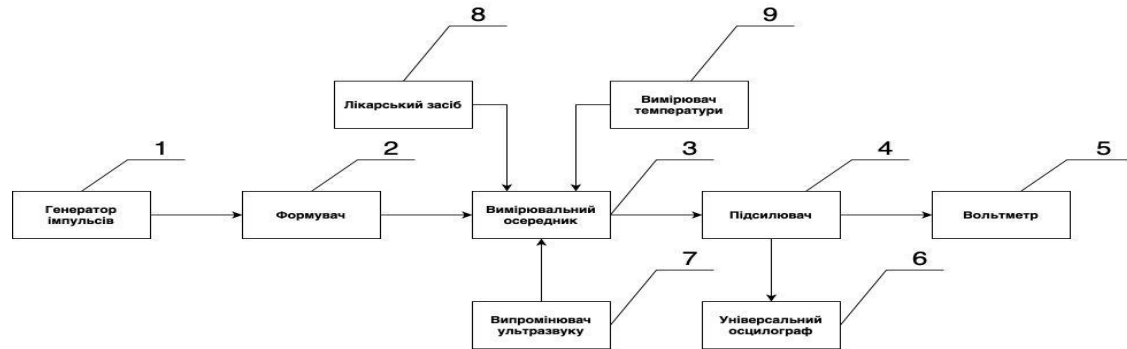 8
9
Лікарський засіб
Вимірювач
температури
1
2
3
4
5
Генератор
імпульсів
Формувач
Вимірювальний
осередник
Підсилювач
Вольтметр
7
6
Випромінювач
ультразвуку
Універсальний
осцилограф